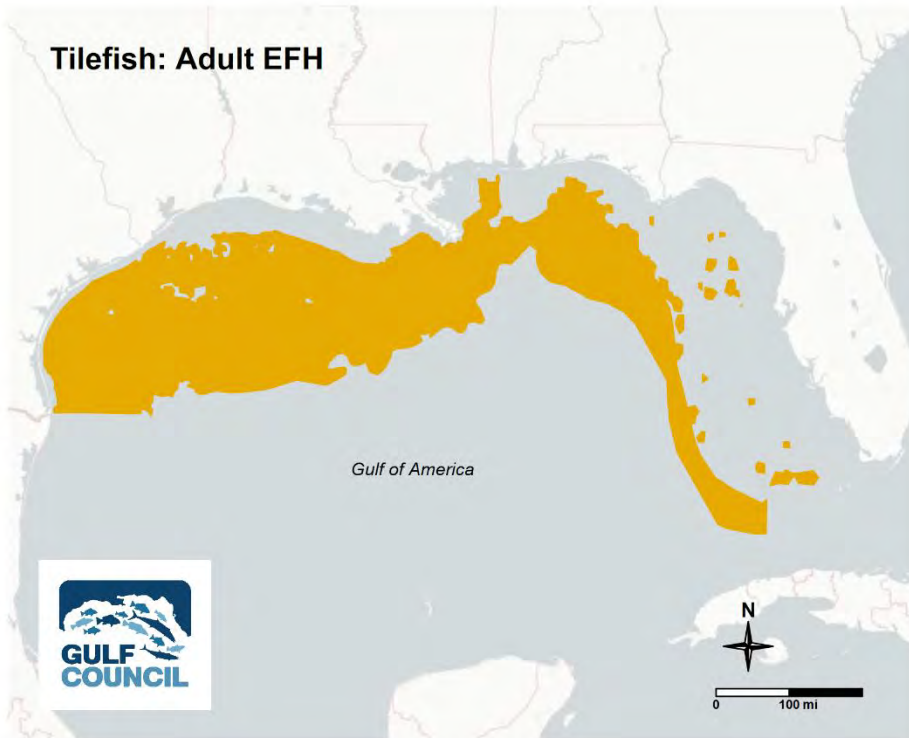 Tilefish: Adult EFH
Gulf of America
GULF
COUNCIL
N
0 100 mi